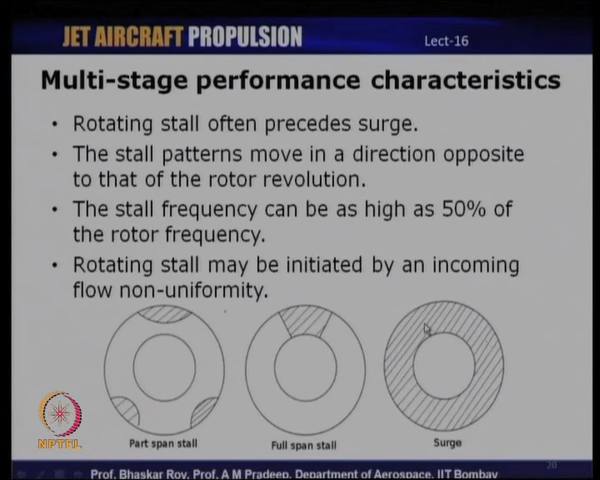 JET AIRCRAFT PROPULSION
Lect-16
Multi-stage performance characteristics
• Rotating stall often precedes surge.
• The stall patterns move in a direction opposite
to that of the rotor revolution.
• The stall frequency can be as high as 50% of
the rotor frequency.
• Rotating stall may be initiated by an incoming
flow non-uniformity.
Part span stall
Full span stall
Surge
NPTEL
20
Prof. Bhaskar Roy, Prof. A M Pradeep, Department of Aerospace, IIT Bombay